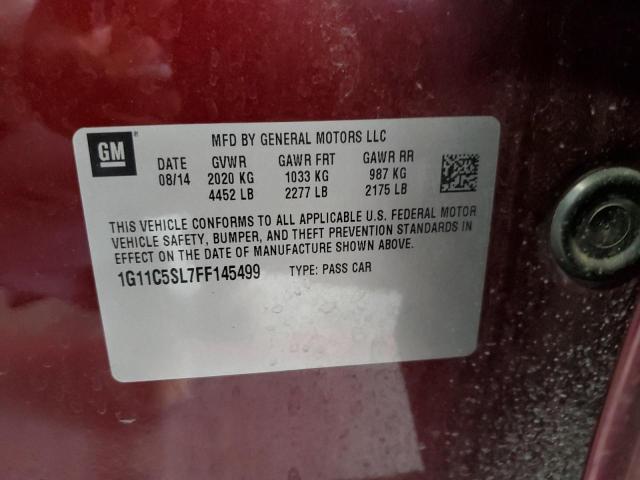 GM
MFD BY GENERAL MOTORS LLC
DATE GVWR GAWR FRT GAWR RR
08/14 2020 KG 1033 KG 987 KG
4452 LB 2277 LB 2175 LB
THIS VEHICLE CONFORMS TO ALL APPLICABLE U.S. FEDERAL MOTOR
VEHICLE SAFETY, BUMPER, AND THEFT PREVENTION STANDARDS IN
EFFECT ON THE DATE OF MANUFACTURE SHOWN ABOVE.
1G11C5SL7FF145499 TYPE: PASS CAR